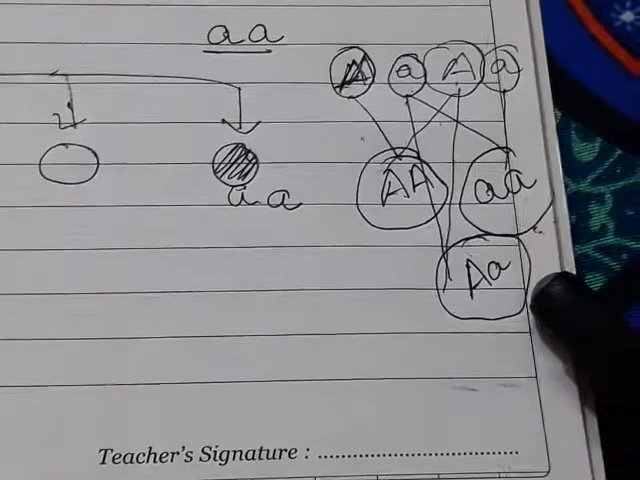 aa
A a A a
aa
AA aa
Aa
Teacher's Signature : ..................................................